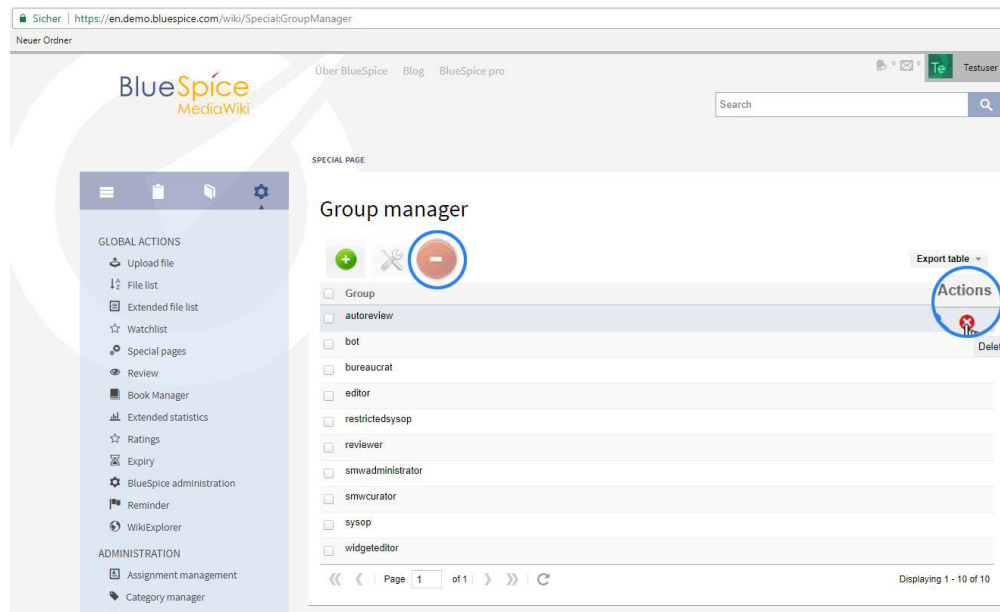 Sicher | https://en.demo.bluespice.com/wiki/Special:GroupManager
Neuer Ordner
BlueSpice
MediaWiki
Über BlueSpice Blog BlueSpice pro
Te Testuser
Search
SPECIAL PAGE
Group manager
GLOBAL ACTIONS
Upload file
File list
Extended file list
Watchlist
Special pages
Review
Book Manager
Extended statistics
Ratings
Expiry
BlueSpice administration
Reminder
WikiExplorer
ADMINISTRATION
Assignment management
Category manager
Export table
Group
Actions
autoreview
Delet
bot
bureaucrat
editor
restrictedsysop
reviewer
smwadministrator
smwcurator
sysop
widgeteditor
Page 1 of 1
Displaying 1 - 10 of 10